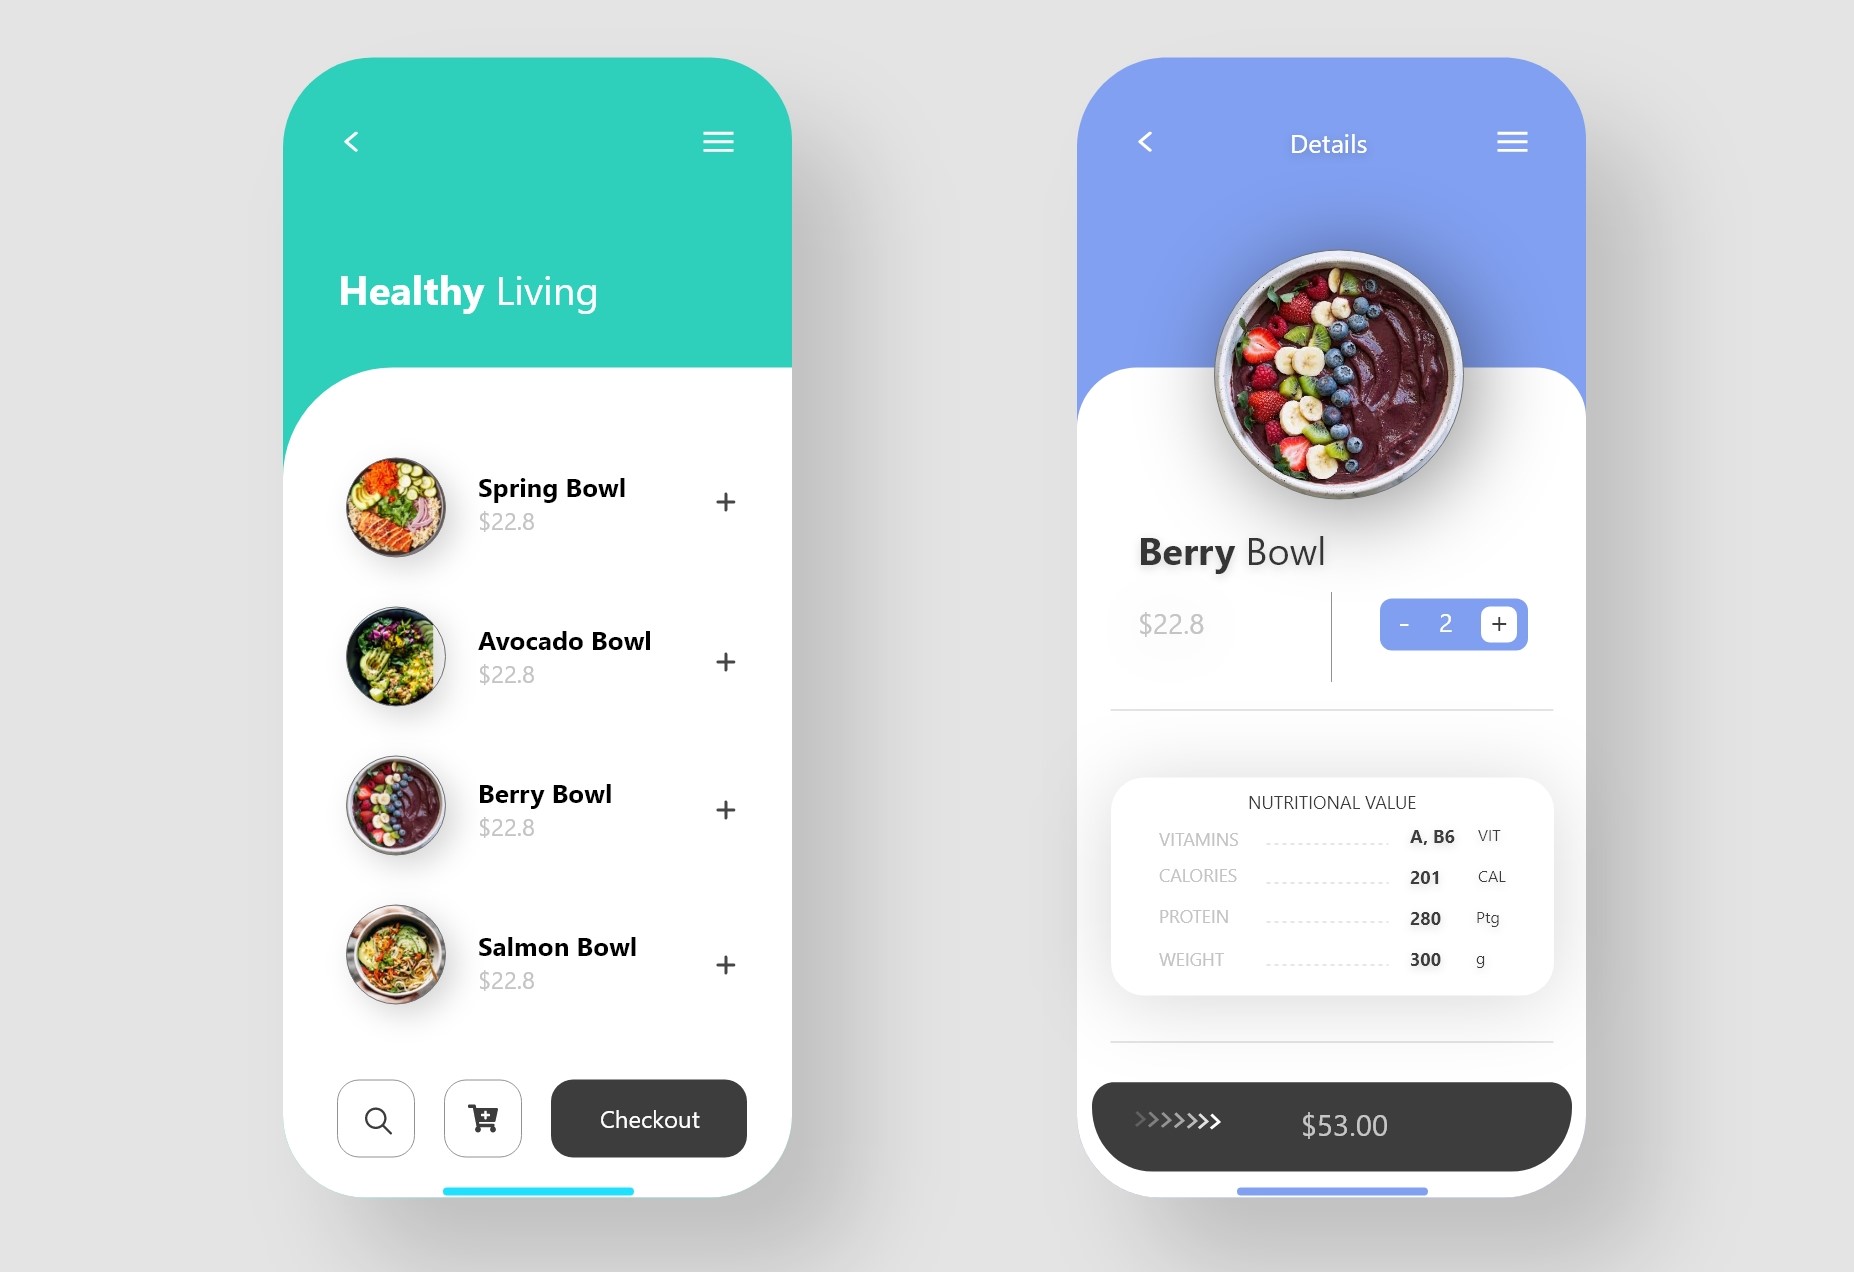 Healthy Living
Spring Bowl
$22.8
Avocado Bowl
$22.8
Berry Bowl
$22.8
Salmon Bowl
$22.8
Checkout
Details
Berry Bowl
$22.8
- 2 +
NUTRITIONAL VALUE
VITAMINS A, B6 VIT
CALORIES 201 CAL
PROTEIN 280 Ptg
WEIGHT 300 g
$53.00